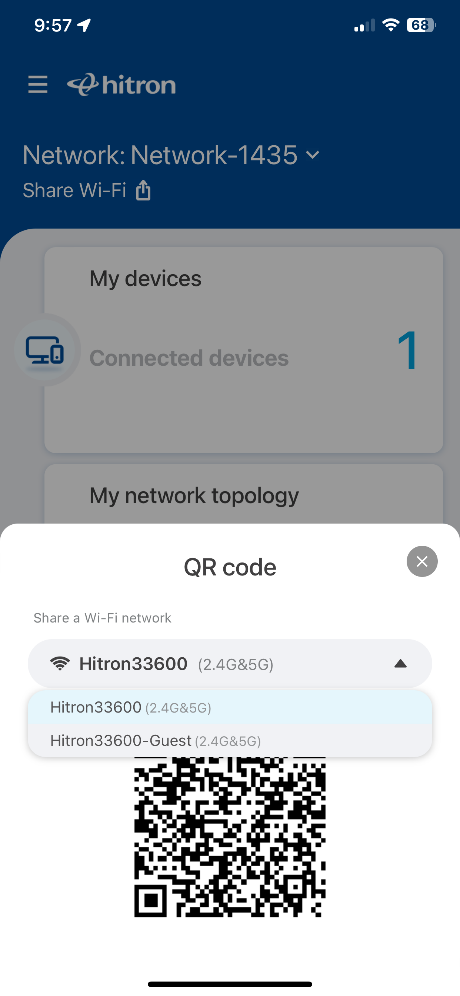 9:57
68
hitron
Network: Network-1435
Share Wi-Fi
My devices
Connected devices
1
My network topology
QR code
Share a Wi-Fi network
Hitron33600 (2.4G&5G)
Hitron33600 (2.4G&5G)
Hitron33600-Guest (2.4G&5G)